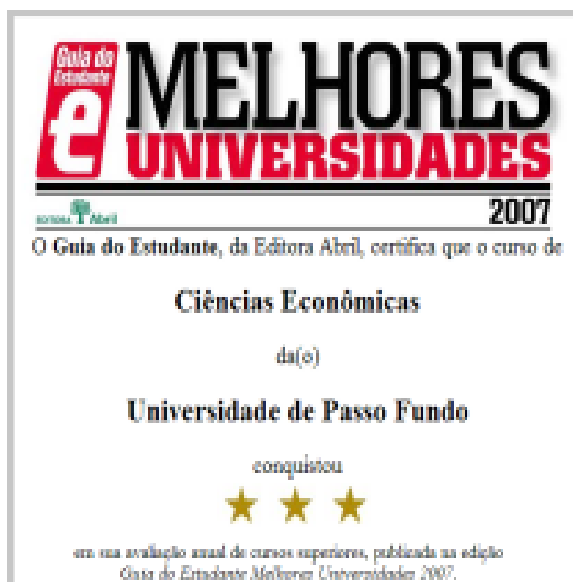 Guia do
Estudante
e
MELHORES
UNIVERSIDADES
EDITORA Abril
2007
O Guia do Estudante, da Editora Abril, certifica que o curso de
Ciências Econômicas
da(o)
Universidade de Passo Fundo
conquistou
em sua avaliação anual de cursos superiores, publicada na edição
Guia do Estudante Melhores Universidades 2007.